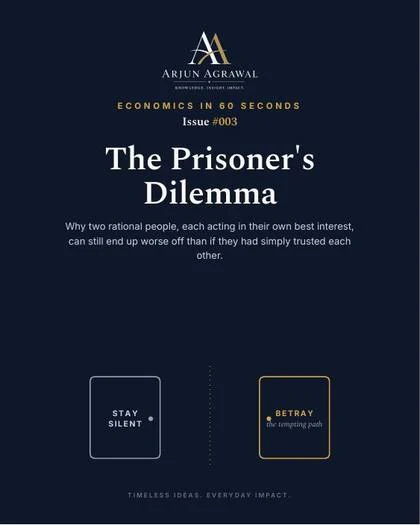 ARJUN AGRAWAL
KNOWLEDGE. INSIGHT. IMPACT.
ECONOMICS IN 60 SECONDS
Issue #003
The Prisoner's
Dilemma
Why two rational people, each acting in their own best interest,
can still end up worse off than if they had simply trusted each
other.
STAY
SILENT
BETRAY
the tempting path
TIMELESS IDEAS. EVERYDAY IMPACT.